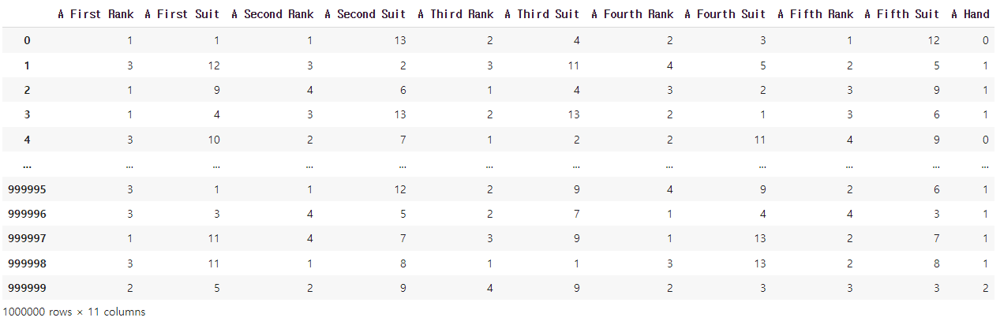 A First Rank A First Suit A Second Rank A Second Suit A Third Rank A Third Suit A Fourth Rank A Fourth Suit A Fifth Rank A Fifth Suit A Hand
0 1 1 1 13 2 4 2 3 1 12 0
1 3 12 3 2 3 11 4 5 2 5 1
2 1 9 4 6 1 4 3 2 3 9 1
3 1 4 3 13 2 13 2 1 3 6 1
4 3 10 2 7 1 2 2 11 4 9 0
... ... ... ... ... ... ... ... ... ... ... ...
999995 3 1 1 12 2 9 4 9 2 6 1
999996 3 3 4 5 2 7 1 4 4 3 1
999997 1 11 4 7 3 9 1 13 2 7 1
999998 3 11 1 8 1 1 3 13 2 8 1
999999 2 5 2 9 4 9 2 3 3 3 2
1000000 rows × 11 columns